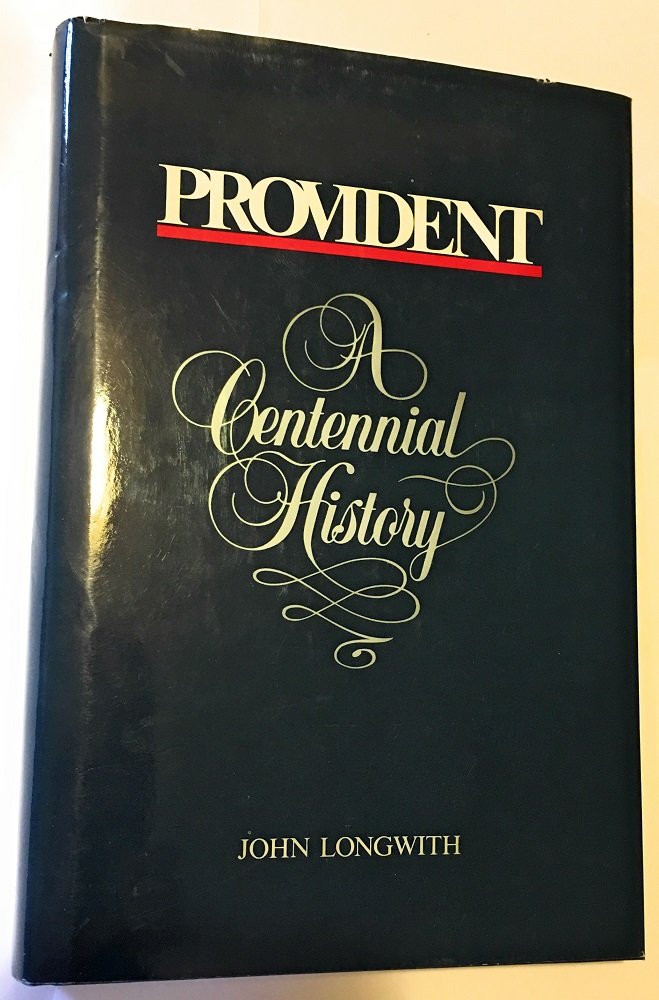 PROVIDENT
A
Centennial
History
JOHN LONGWITH